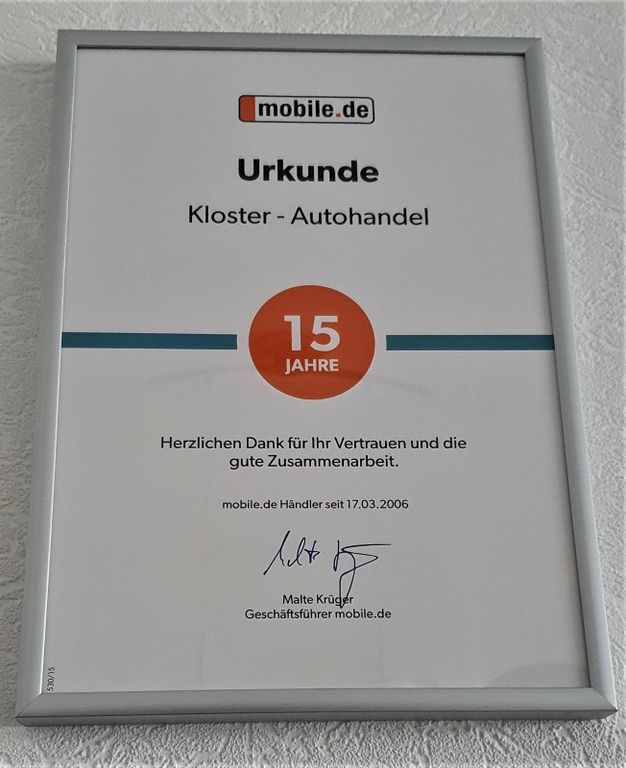 mobile.de
Urkunde
Kloster - Autohandel
15
JAHRE
Herzlichen Dank für Ihr Vertrauen und die
gute Zusammenarbeit.
mobile.de Händler seit 17.03.2006
Malte Krüger
Geschäftsführer mobile.de
530/15